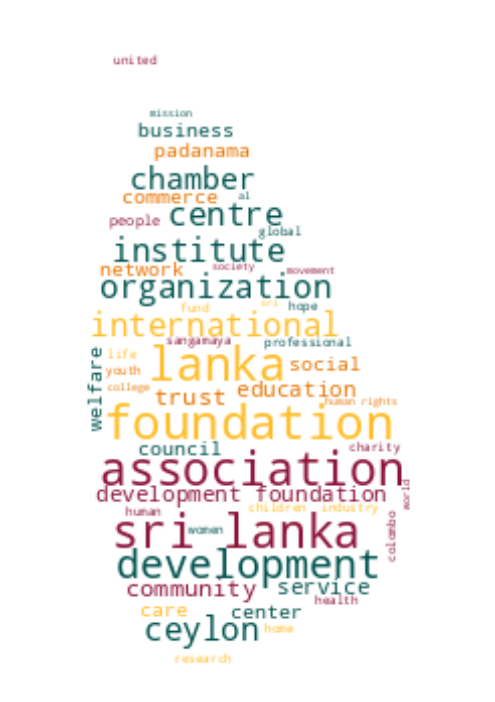 united
mission
business
padanama
chamber
commerce al
people centre
global
institute
network society movement
organization
fund sri hope
international
sangamaya professional
life lanka social
youth
college trust education
welfare
human rights
foundation
council charity
association
development foundation world
children industry
human
sri lanka
women
colombo
development
community service
health
care center
ceylon home
research